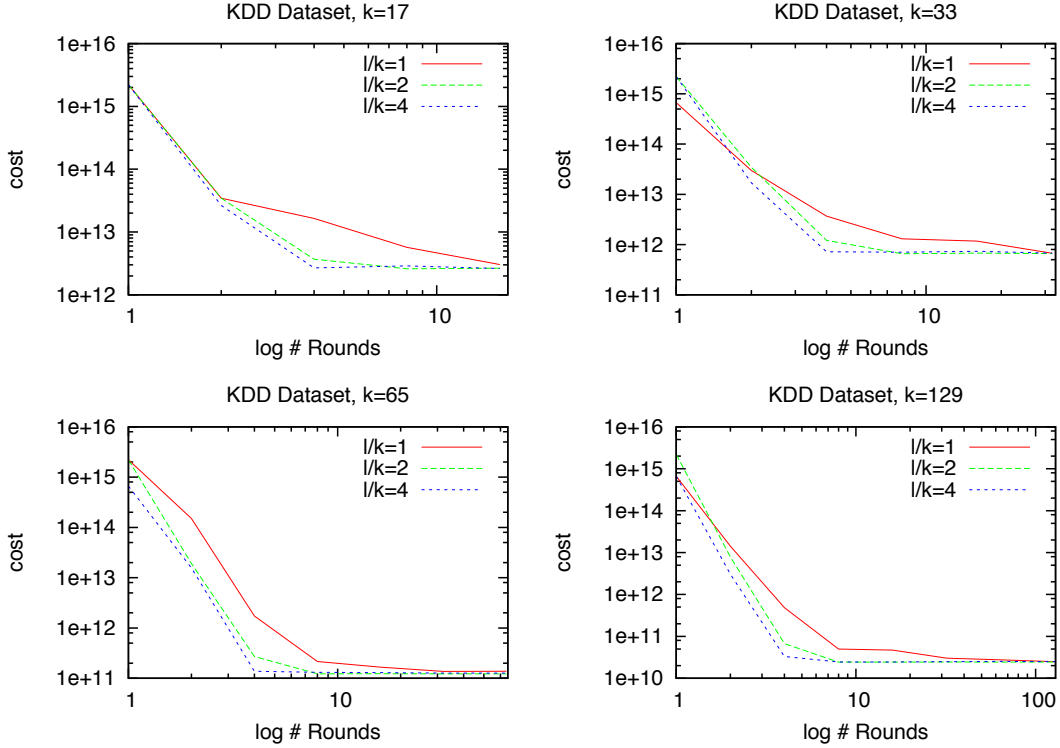 KDD Dataset, k=17
1e+16
1e+15
1e+14
1e+13
1e+12
cost
l/k=1
l/k=2
l/k=4
1
10
log # Rounds
KDD Dataset, k=33
1e+16
1e+15
1e+14
1e+13
1e+12
1e+11
cost
l/k=1
l/k=2
l/k=4
1
10
log # Rounds
KDD Dataset, k=65
1e+16
1e+15
1e+14
1e+13
1e+12
1e+11
cost
l/k=1
l/k=2
l/k=4
1
10
log # Rounds
KDD Dataset, k=129
1e+16
1e+15
1e+14
1e+13
1e+12
1e+11
1e+10
cost
l/k=1
l/k=2
l/k=4
1
10
100
log # Rounds